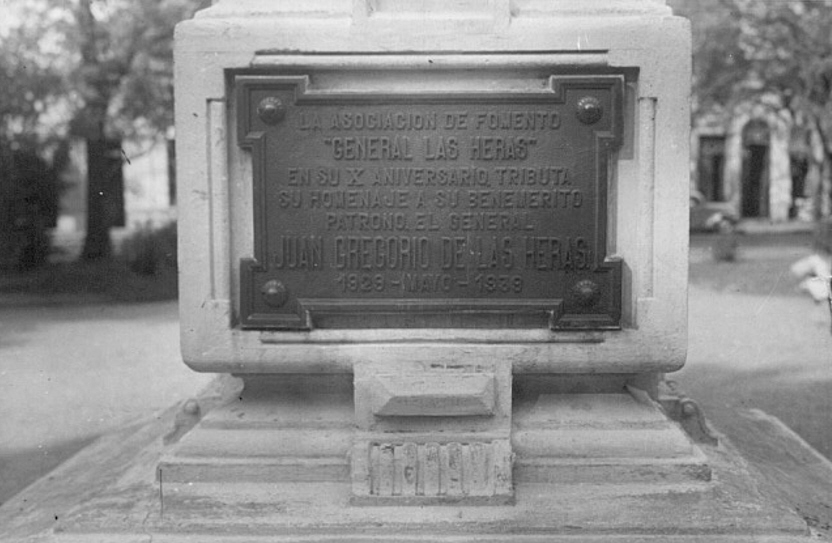 LA ASOCIACION DE FOMENTO
"GENERAL LAS HERAS"
EN SU X ANIVERSARIO, TRIBUTA
SU HOMENAJE A SU BENEMERITO
PATRONO, EL GENERAL
JUAN GREGORIO DE LAS HERAS.
1929-MAYO-1939